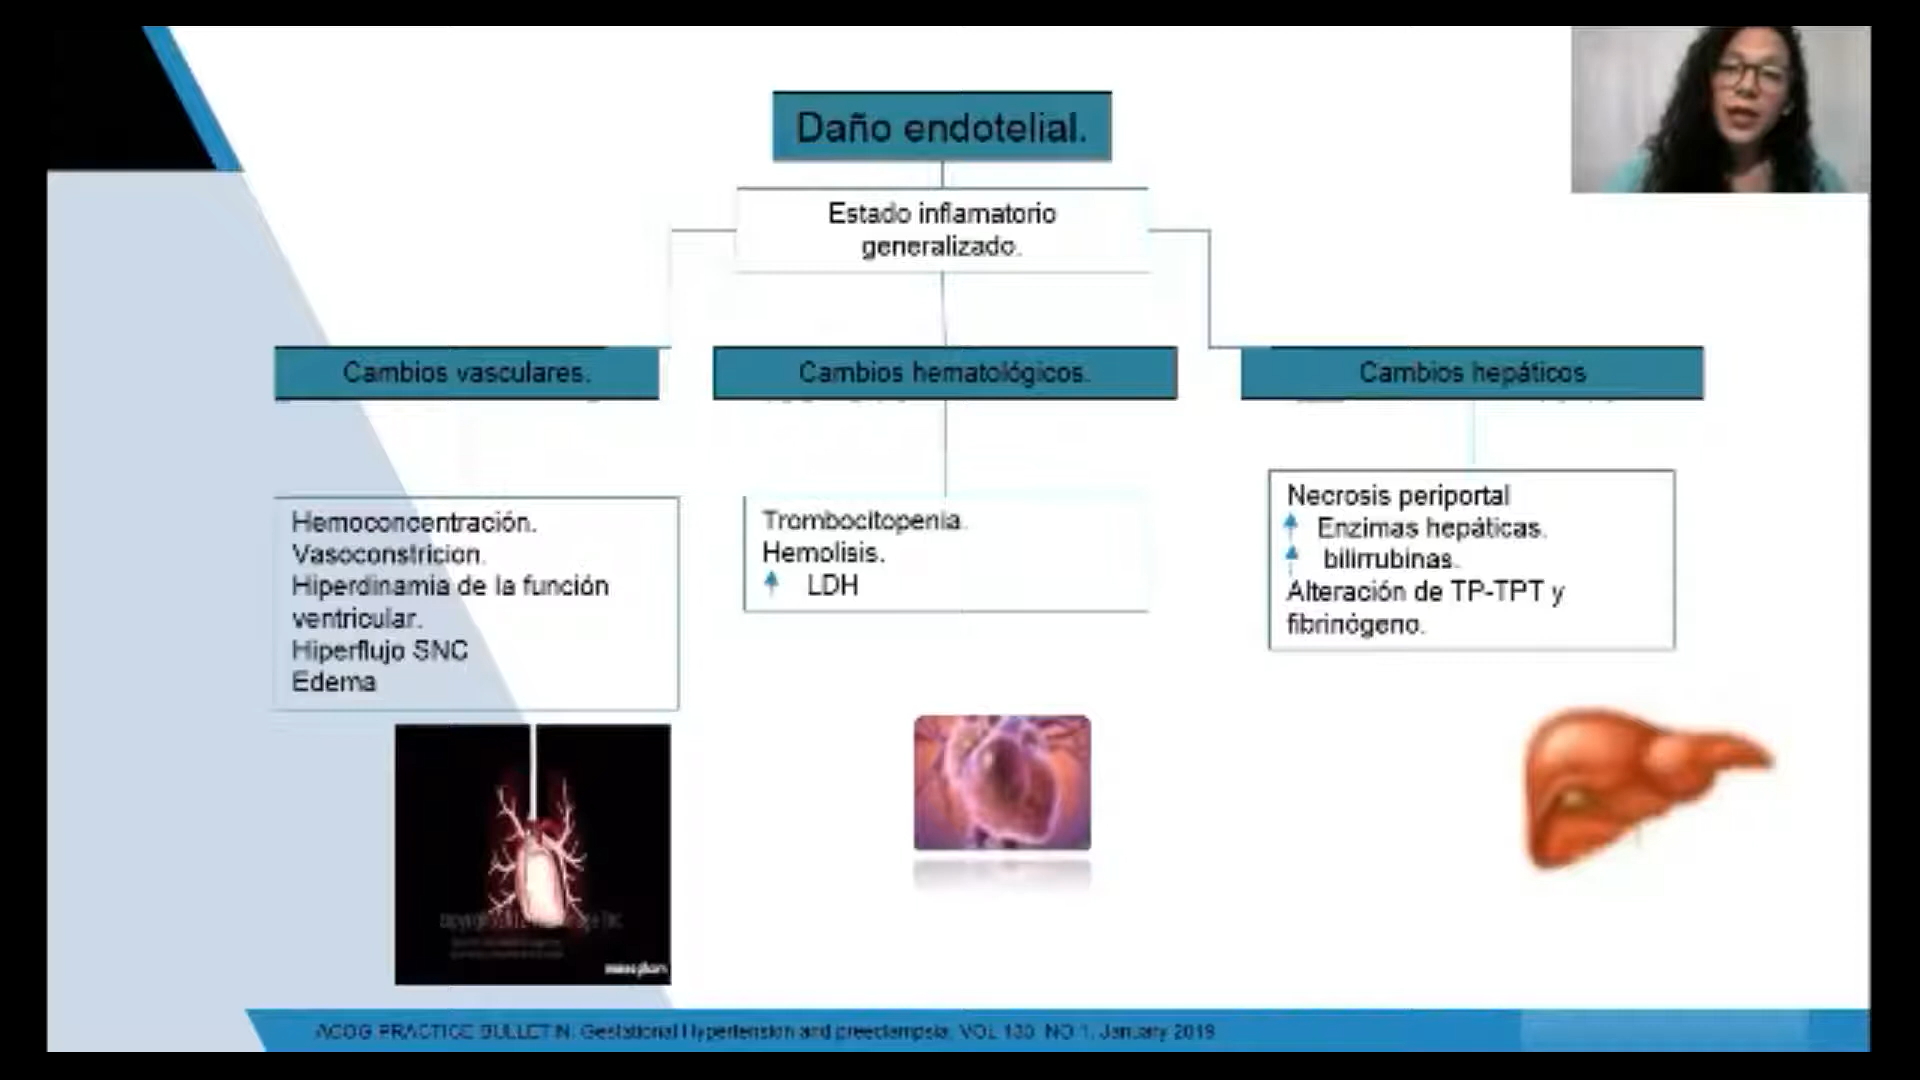 Daño endotelial.
Estado inflamatorio
generalizado.
Cambios vasculares.
Cambios hematológicos.
Cambios hepáticos
Hemoconcentración.
Vasoconstricion.
Hiperdinamia de la función
ventricular.
Hiperflujo SNC
Edema
Trombocitopenia.
Hemolisis.
LDH
Necrosis periportal
Enzimas hepáticas.
bilirrubinas.
Alteración de TP-TPT y
fibrinógeno.
ACOG PRACTICE BULLETIN. Gestational Hypertension and preeclampsia, VOL 133 NO 1, January 2019